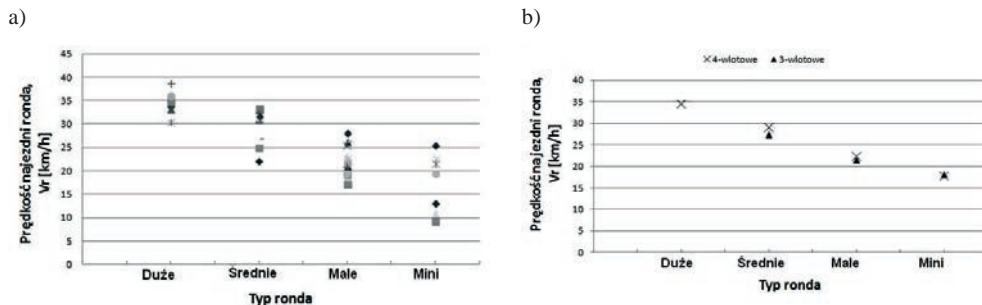 a)
Prędkość na jezdni ronda,
Vr [km/h]
45
40
35
30
25
20
15
10
5
0
Duże Średnie Małe Mini
Typ ronda
b)
4-wlotowe 3-wlotowe
Prędkość na jezdni ronda,
Vr [km/h]
40
35
30
25
20
15
10
5
0
Duże Średnie Małe Mini
Typ ronda